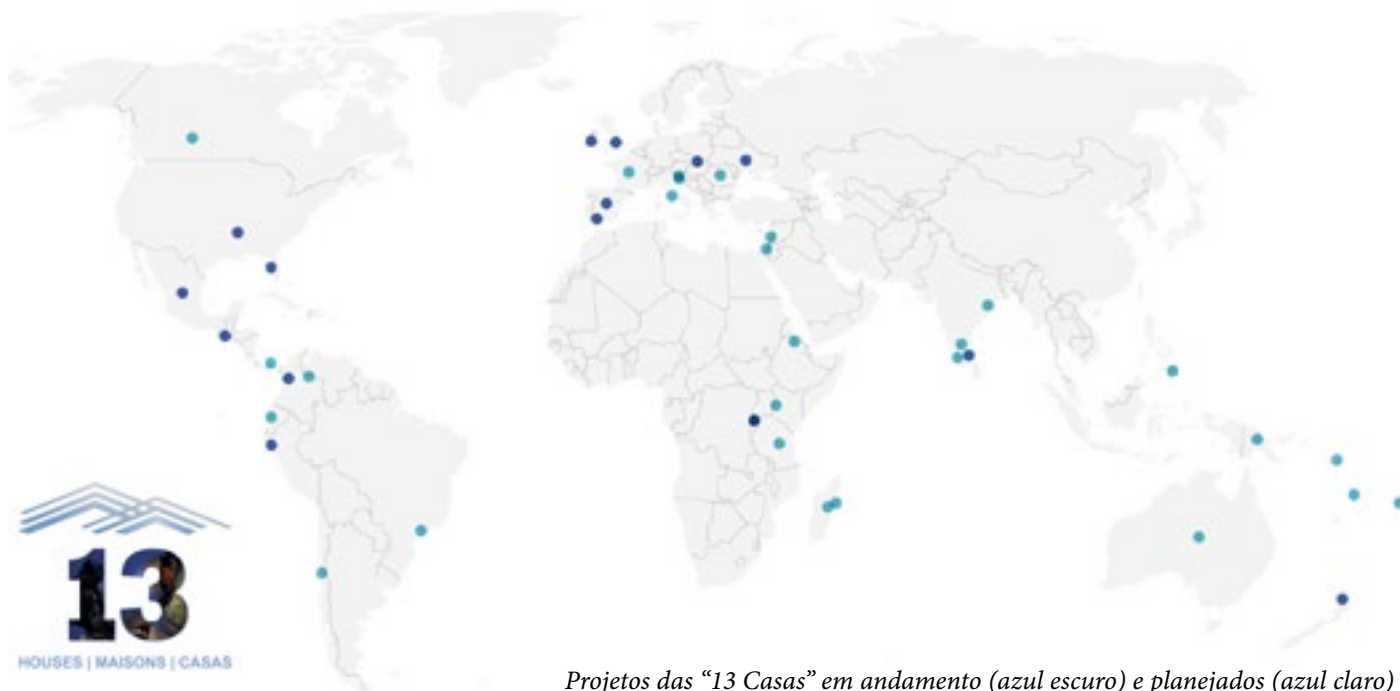 13
HOUSES | MAISONS | CASAS
Projetos das “13 Casas” em andamento (azul escuro) e planejados (azul claro)